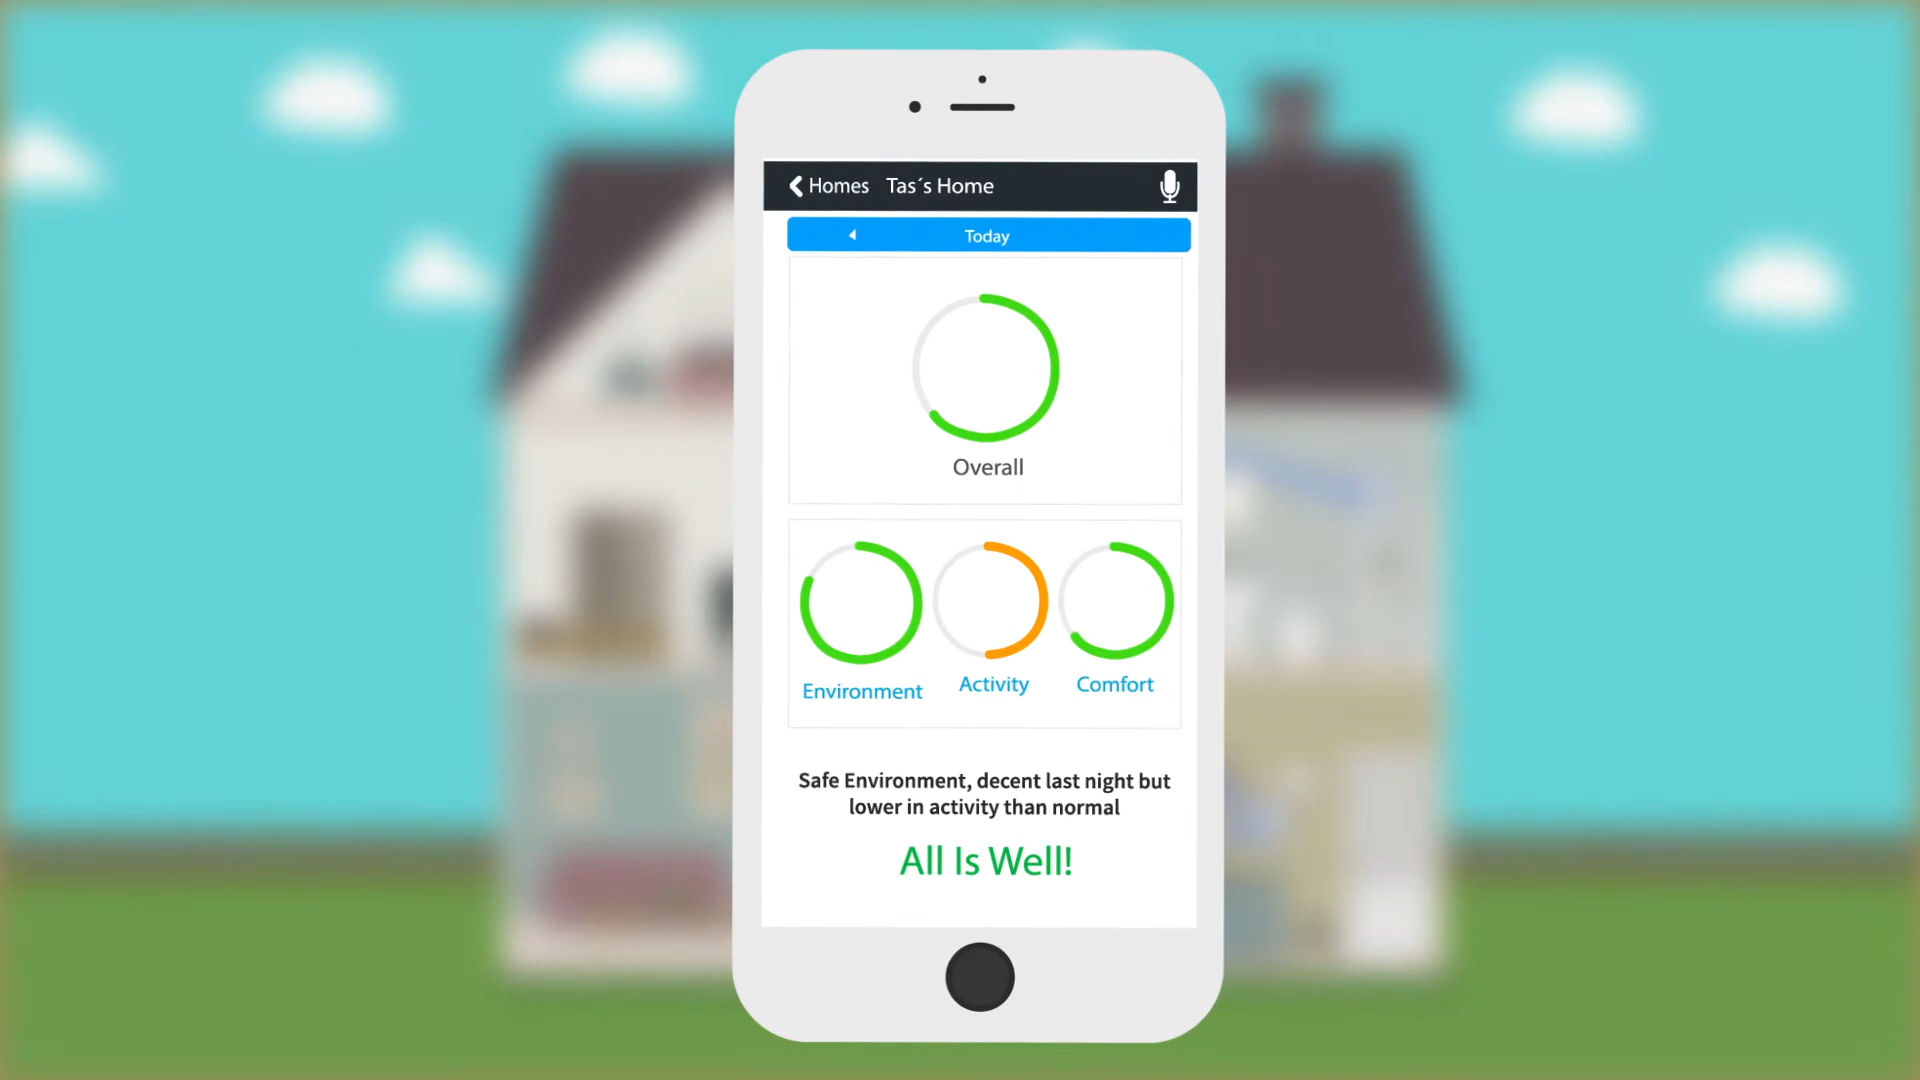 Homes Tas´s Home
Today
Overall
Environment Activity Comfort
Safe Environment, decent last night but
lower in activity than normal
All Is Well!